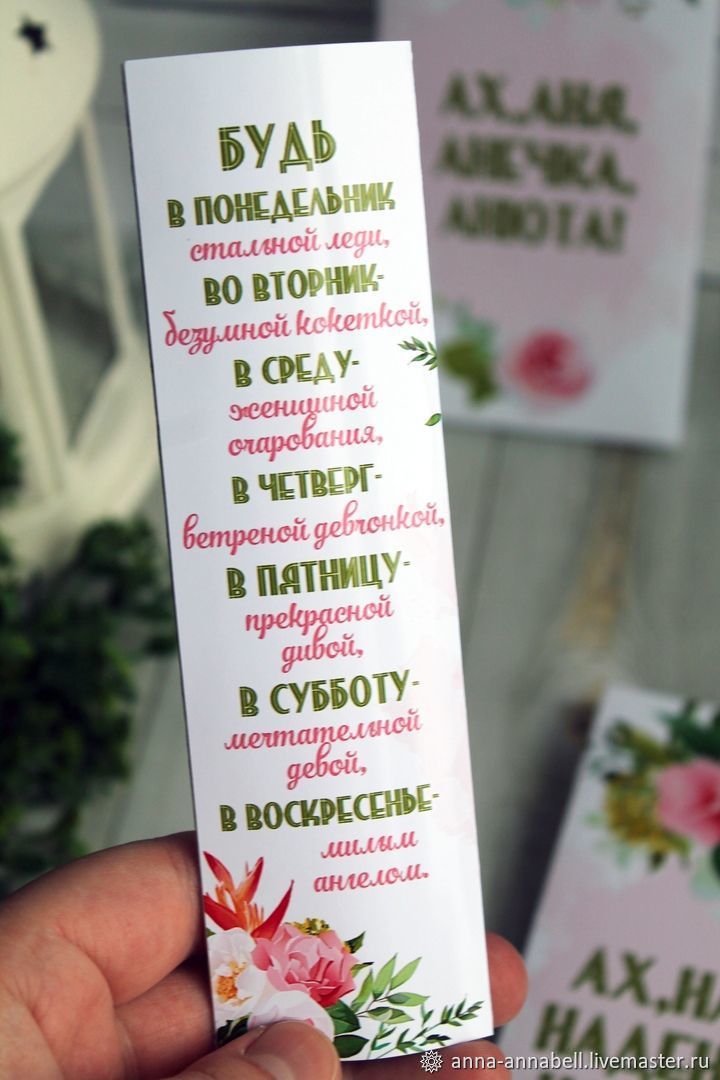 БУДЬ
В ПОНЕДЕЛЬНИК
стальной леди,
ВО ВТОРНИК-
безумной кокеткой,
В СРЕДУ-
женщиной
очарования,
В ЧЕТВЕРГ-
ветреной девчонкой,
В ПЯТНИЦУ-
прекрасной
дивой,
В СУББОТУ-
мечтательной
девой,
В ВОСКРЕСЕНЬЕ-
милым
ангелом.
АХ, АНЯ,
АНЕЧКА,
АНЮТА!
АХ,
anna-annabell.livemaster.ru